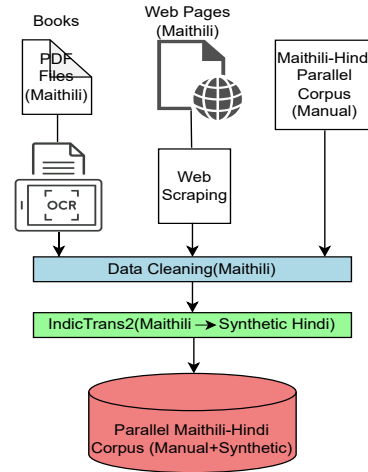 Books
PDF
Files
(Maithili)
OCR
Web Pages
(Maithili)
Web
Scraping
Maithili-Hindi
Parallel
Corpus
(Manual)
Data Cleaning(Maithili)
IndicTrans2(Maithili → Synthetic Hindi)
Parallel Maithili-Hindi
Corpus (Manual+Synthetic)